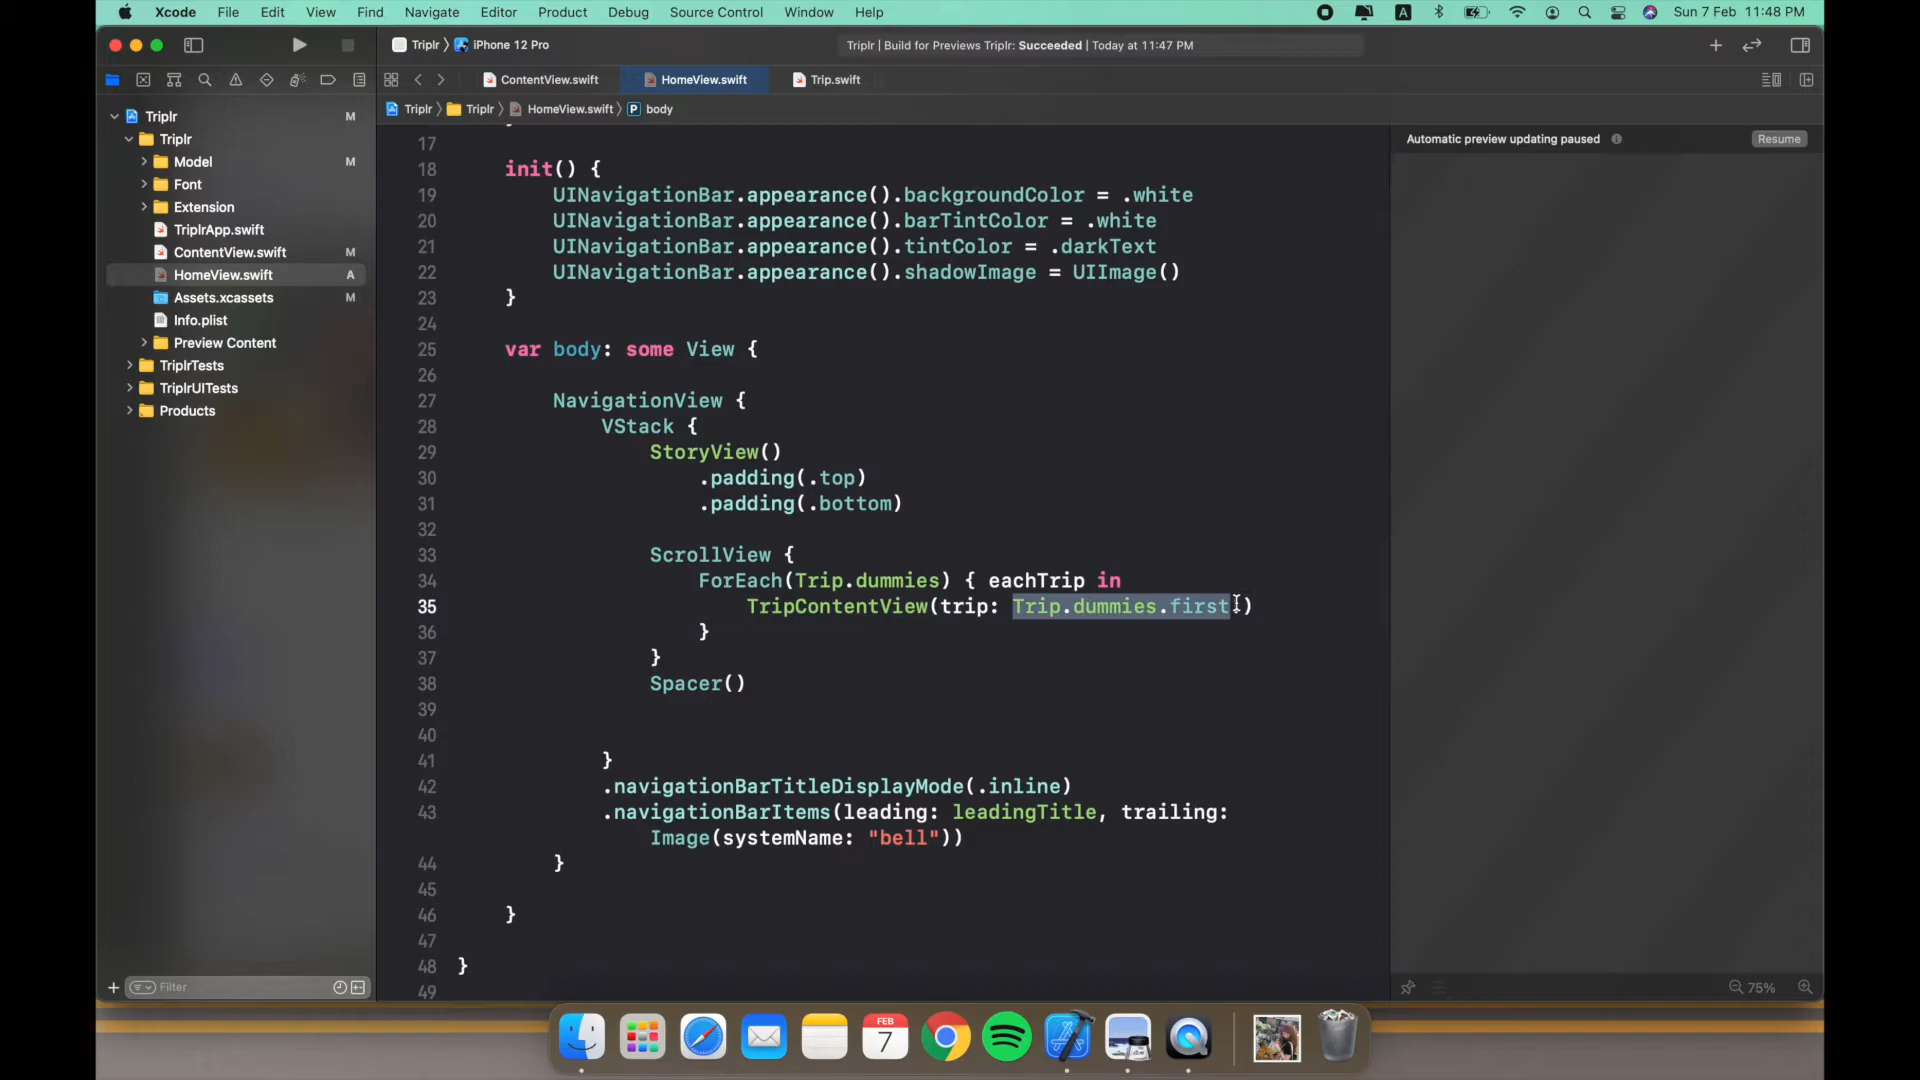 Xcode File Edit View Find Navigate Editor Product Debug Source Control Window Help A Sun 7 Feb 11:48 PM
Triplr iPhone 12 Pro Triplr | Build for Previews Triplr: Succeeded | Today at 11:47 PM
ContentView.swift HomeView.swift Trip.swift
Triplr Triplr HomeView.swift P body
Triplr M
Triplr
Model M
Font
Extension
TriplrApp.swift
ContentView.swift M
HomeView.swift A
Assets.xcassets M
Info.plist
Preview Content
TriplrTests
TriplrUITests
Products
Filter
17
18 init() {
19 UINavigationBar.appearance().backgroundColor = .white
20 UINavigationBar.appearance().barTintColor = .white
21 UINavigationBar.appearance().tintColor = .darkText
22 UINavigationBar.appearance().shadowImage = UIImage()
23 }
24
25 var body: some View {
26
27 NavigationView {
28 VStack {
29 StoryView()
30 .padding(.top)
31 .padding(.bottom)
32
33 ScrollView {
34 ForEach(Trip.dummies) { eachTrip in
35 TripContentView(trip: Trip.dummies.first )
36 }
37 }
38 Spacer()
39
40
41 }
42 .navigationBarTitleDisplayMode(.inline)
43 .navigationBarItems(leading: leadingTitle, trailing:
Image(systemName: "bell"))
44 }
45
46 }
47
48 }
49
Automatic preview updating paused Resume
75%
FEB
7